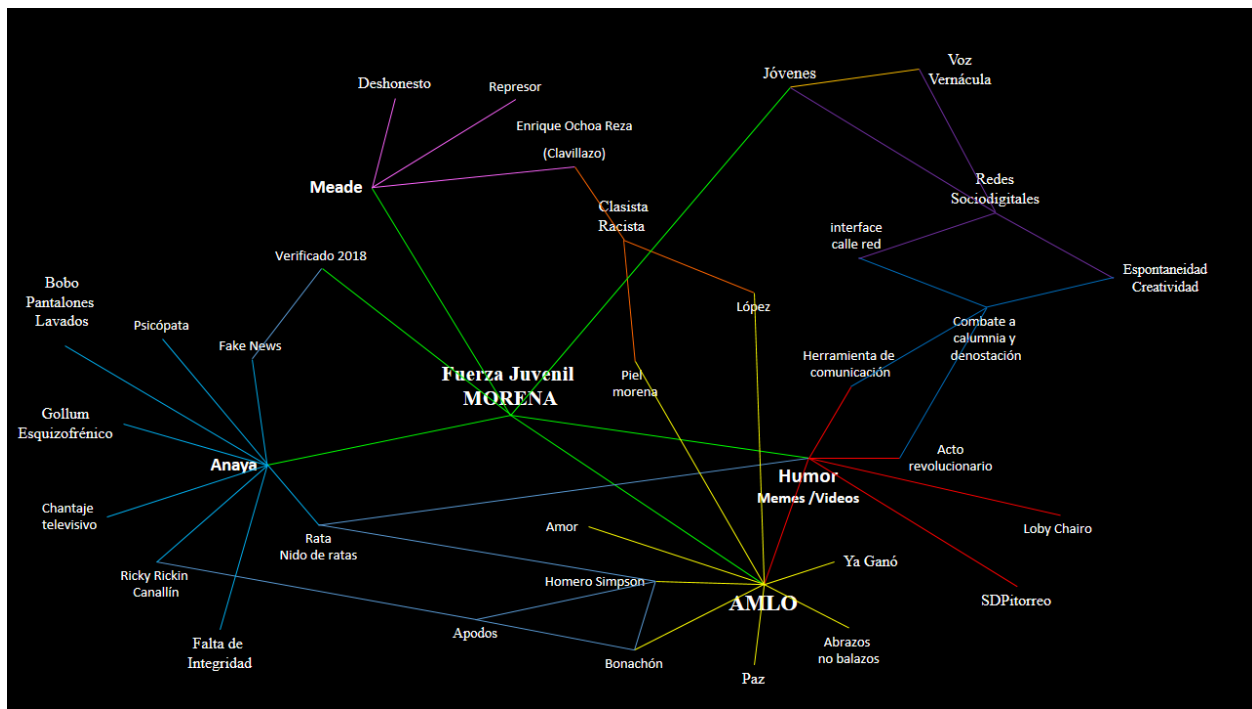 Jóvenes
Voz
Vernácula
Deshonesto
Represor
Enrique Ochoa Reza
(Clavillazo)
Meade
Redes
Sociodigitales
Clasista
Racista
interface
calle red
Verificado 2018
Espontaneidad
Creatividad
Bobo
Pantalones
Lavados
Psicópata
Fake News
López
Combate a
calumnia y
denostación
Herramienta de
comunicación
Fuerza Juvenil
MORENA
Piel
morena
Gollum
Esquizofrénico
Anaya
Acto
revolucionario
Humor
Memes /Videos
Chantaje
televisivo
Rata
Nido de ratas
Amor
Loby Chairo
Ya Ganó
Ricky Rickin
Canallín
Homero Simpson
AMLO
SDPitorreo
Falta de
Integridad
Apodos
Bonachón
Abrazos
no balazos
Paz